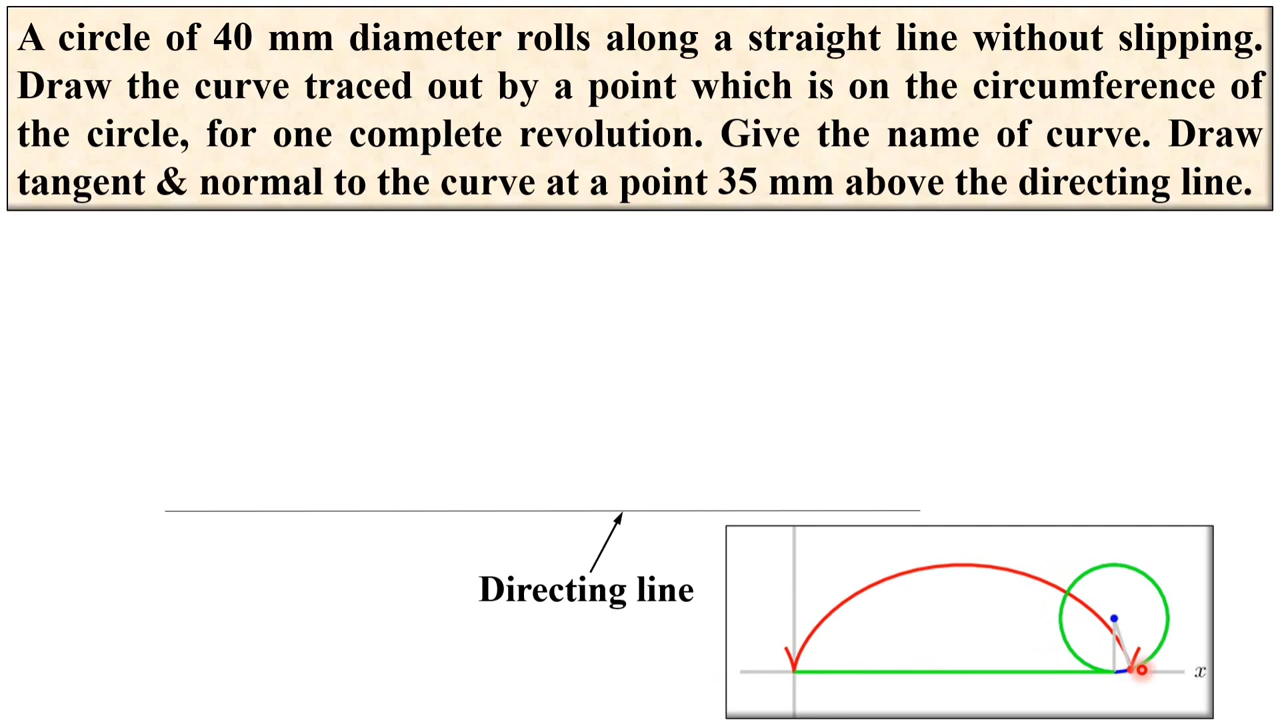 A circle of 40 mm diameter rolls along a straight line without slipping.
Draw the curve traced out by a point which is on the circumference of
the circle, for one complete revolution. Give the name of curve. Draw
tangent & normal to the curve at a point 35 mm above the directing line.
Directing line
x